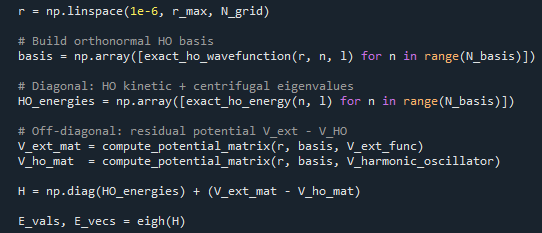 r = np.linspace(1e-6, r_max, N_grid)
# Build orthonormal HO basis
basis = np.array([exact_ho_wavefunction(r, n, l) for n in range(N_basis)])
# Diagonal: HO kinetic + centrifugal eigenvalues
HO_energies = np.array([exact_ho_energy(n, l) for n in range(N_basis)])
# Off-diagonal: residual potential V_ext - V_HO
V_ext_mat = compute_potential_matrix(r, basis, V_ext_func)
V_ho_mat  = compute_potential_matrix(r, basis, V_harmonic_oscillator)
H = np.diag(HO_energies) + (V_ext_mat - V_ho_mat)
E_vals, E_vecs = eigh(H)